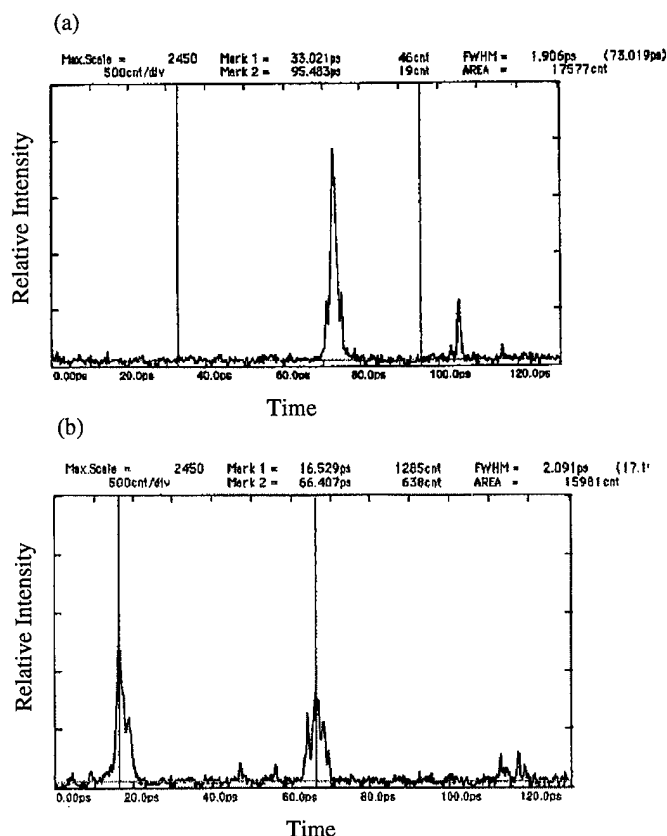 (a)
Max.Scale = 2450 Mark 1 = 33.021ps 46cnt FWHM = 1.906ps (73.019ps)
500cnt/div Mark 2 = 95.483ps 19cnt AREA = 17577cnt
Relative Intensity
0.00ps 20.0ps 40.0ps 60.0ps 80.0ps 100.0ps 120.0ps
Time
(b)
Max.Scale = 2450 Mark 1 = 16.529ps 1285cnt FWHM = 2.091ps (17.1
500cnt/div Mark 2 = 66.407ps 638cnt AREA = 15981cnt
Relative Intensity
0.00ps 20.0ps 40.0ps 60.0ps 80.0ps 100.0ps 120.0ps
Time